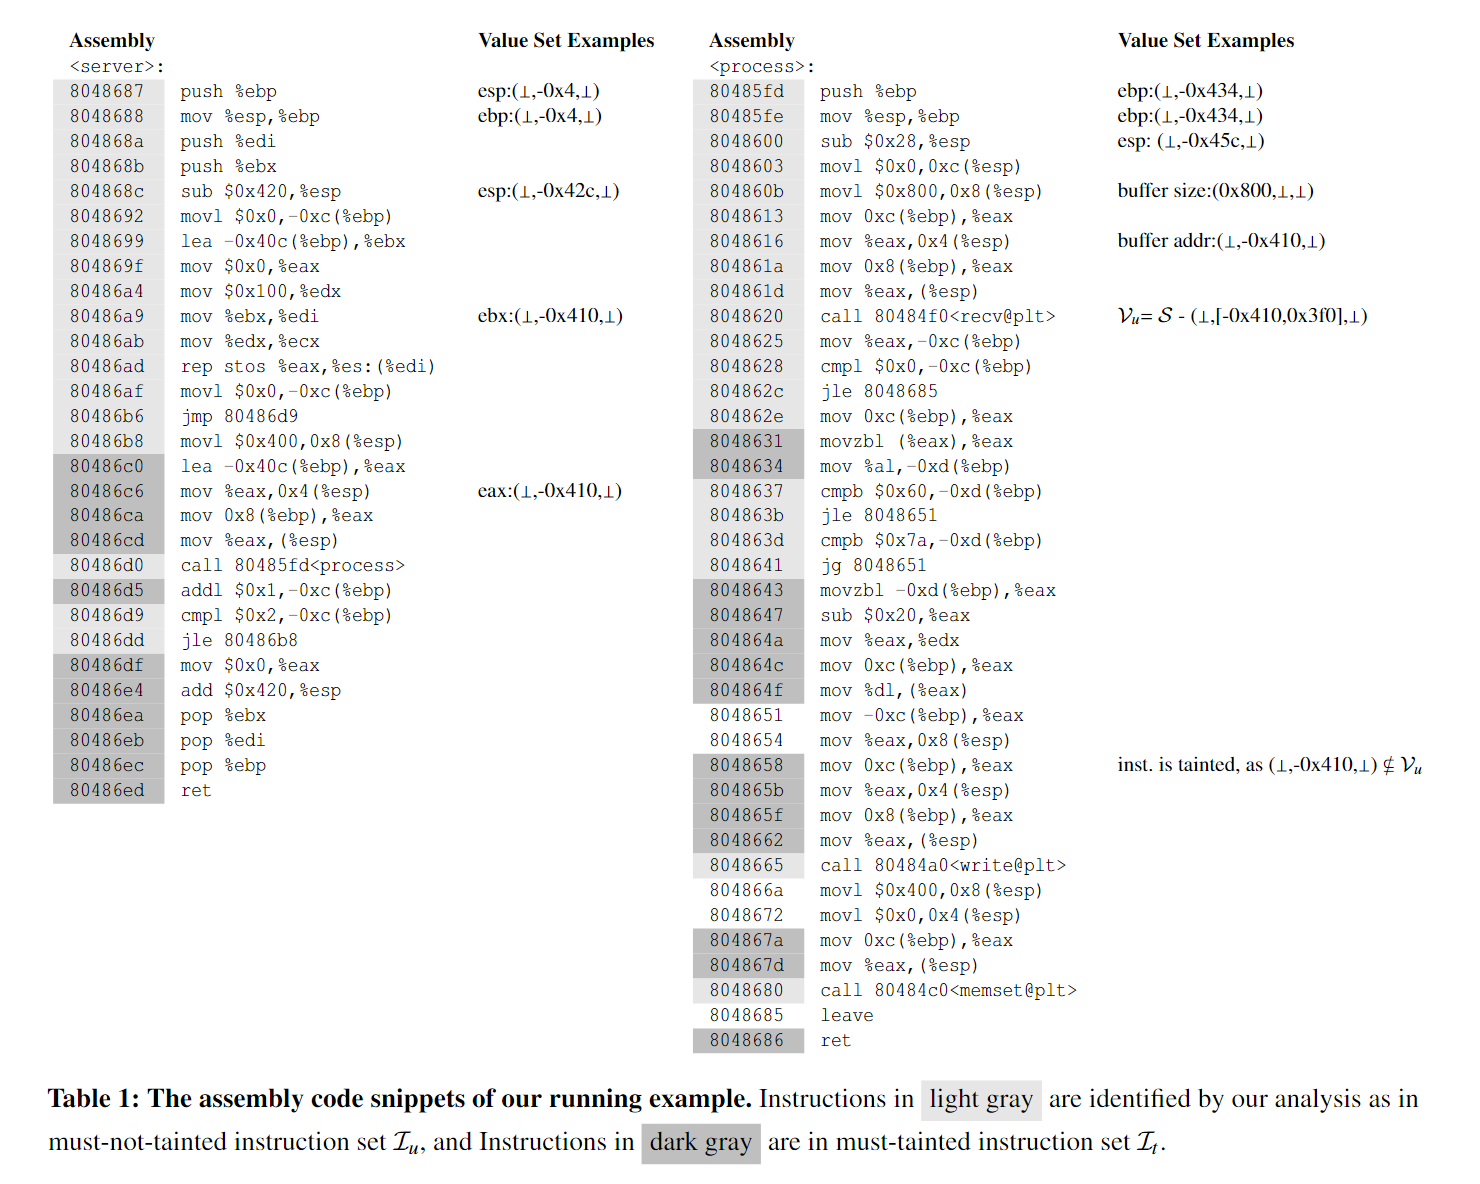 Assembly Value Set Examples Assembly Value Set Examples
<server>: <process>:
8048687 push %ebp esp:(⊥,-0x4,⊥) 80485fd push %ebp ebp:(⊥,-0x434,⊥)
8048688 mov %esp,%ebp ebp:(⊥,-0x4,⊥) 80485fe mov %esp,%ebp ebp:(⊥,-0x434,⊥)
804868a push %edi 8048600 sub $0x28,%esp esp: (⊥,-0x45c,⊥)
804868b push %ebx 8048603 movl $0x0,0xc(%esp)
804868c sub $0x420,%esp esp:(⊥,-0x42c,⊥) 804860b movl $0x800,0x8(%esp) buffer size:(0x800,⊥,⊥)
8048692 movl $0x0,-0xc(%ebp) 8048613 mov 0xc(%ebp),%eax
8048699 lea -0x40c(%ebp),%ebx 8048616 mov %eax,0x4(%esp) buffer addr:(⊥,-0x410,⊥)
804869f mov $0x0,%eax 804861a mov 0x8(%ebp),%eax
80486a4 mov $0x100,%edx 804861d mov %eax,(%esp)
80486a9 mov %ebx,%edi ebx:(⊥,-0x410,⊥) 8048620 call 80484f0<recv@plt> 𝒱u= 𝒮 - (⊥,[-0x410,0x3f0],⊥)
80486ab mov %edx,%ecx 8048625 mov %eax,-0xc(%ebp)
80486ad rep stos %eax,%es:(%edi) 8048628 cmpl $0x0,-0xc(%ebp)
80486af movl $0x0,-0xc(%ebp) 804862c jle 8048685
80486b6 jmp 80486d9 804862e mov 0xc(%ebp),%eax
80486b8 movl $0x400,0x8(%esp) 8048631 movzbl (%eax),%eax
80486c0 lea -0x40c(%ebp),%eax 8048634 mov %al,-0xd(%ebp)
80486c6 mov %eax,0x4(%esp) eax:(⊥,-0x410,⊥) 8048637 cmpb $0x60,-0xd(%ebp)
80486ca mov 0x8(%ebp),%eax 804863b jle 8048651
80486cd mov %eax,(%esp) 804863d cmpb $0x7a,-0xd(%ebp)
80486d0 call 80485fd<process> 8048641 jg 8048651
80486d5 addl $0x1,-0xc(%ebp) 8048643 movzbl -0xd(%ebp),%eax
80486d9 cmpl $0x2,-0xc(%ebp) 8048647 sub $0x20,%eax
80486dd jle 80486b8 804864a mov %eax,%edx
80486df mov $0x0,%eax 804864c mov 0xc(%ebp),%eax
80486e4 add $0x420,%esp 804864f mov %dl,(%eax)
80486ea pop %ebx 8048651 mov -0xc(%ebp),%eax
80486eb pop %edi 8048654 mov %eax,0x8(%esp)
80486ec pop %ebp 8048658 mov 0xc(%ebp),%eax inst. is tainted, as (⊥,-0x410,⊥) ⊈ 𝒱u
80486ed ret 804865b mov %eax,0x4(%esp)
804865f mov 0x8(%ebp),%eax
8048662 mov %eax,(%esp)
8048665 call 80484a0<write@plt>
804866a movl $0x400,0x8(%esp)
8048672 movl $0x0,0x4(%esp)
804867a mov 0xc(%ebp),%eax
804867d mov %eax,(%esp)
8048680 call 80484c0<memset@plt>
8048685 leave
8048686 ret
Table 1: The assembly code snippets of our running example. Instructions in light gray are identified by our analysis as in
must-not-tainted instruction set ℐu, and Instructions in dark gray are in must-tainted instruction set ℐt.